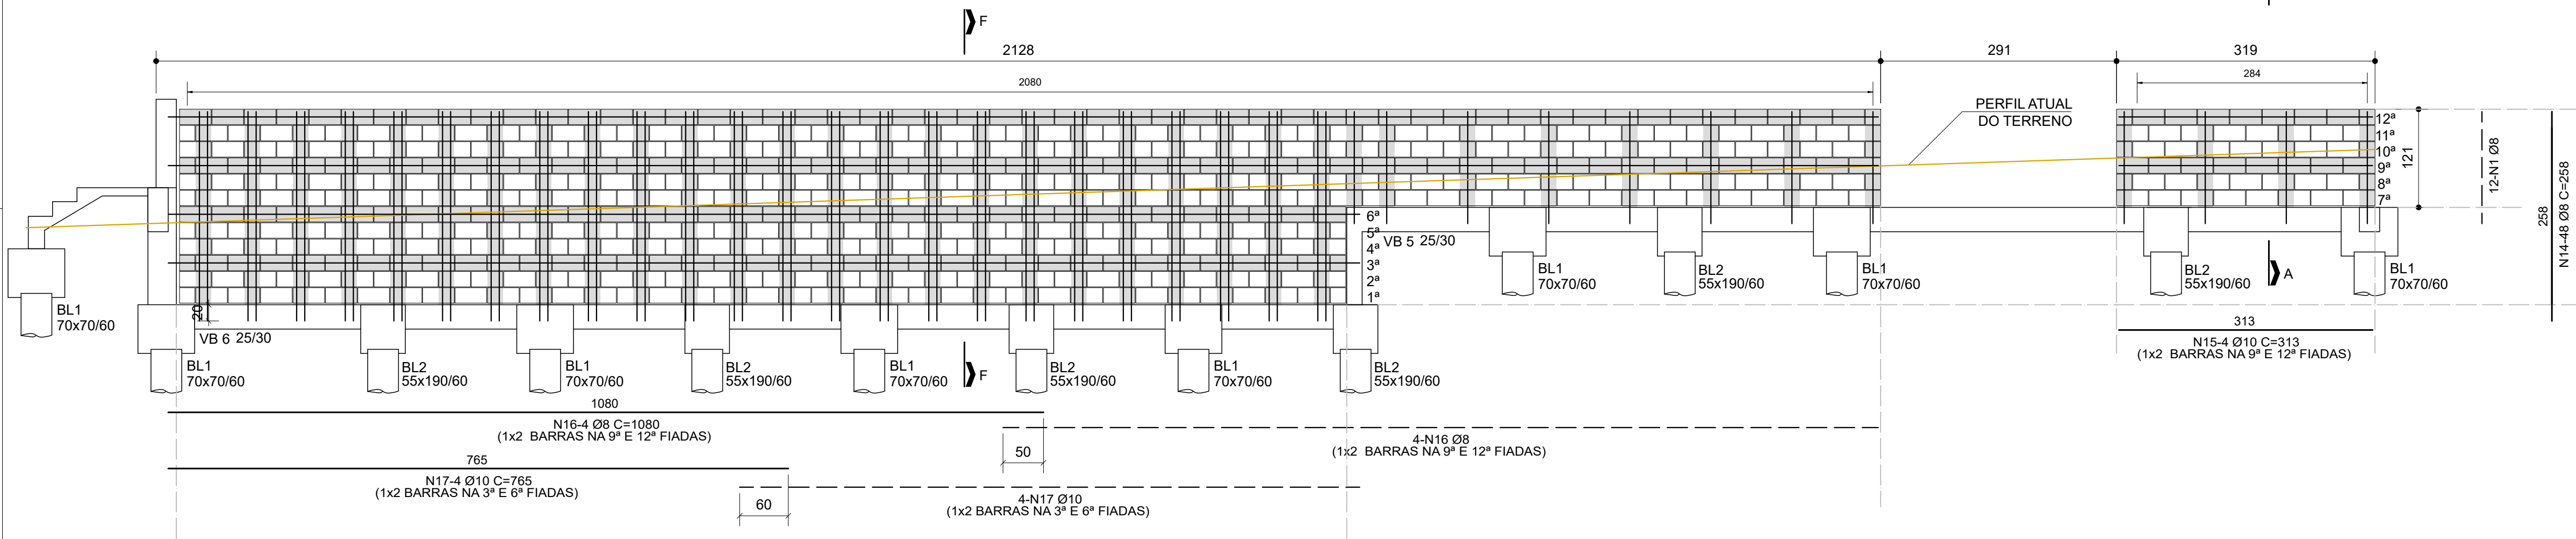 F
2128
291
319
2080
284
PERFIL ATUAL
DO TERRENO
12ª
11ª
10ª
9ª
8ª
7ª
121
12-N1 Ø8
258
N14-48 Ø8 C=258
6ª
5ª
4ª
3ª
2ª
1ª
VB 5 25/30
BL1
70x70/60
BL2
55x190/60
BL1
70x70/60
BL2
55x190/60
A
BL1
70x70/60
BL1
70x70/60
20
VB 6 25/30
313
N15-4 Ø10 C=313
(1x2 BARRAS NA 9ª E 12ª FIADAS)
BL1
70x70/60
BL2
55x190/60
BL1
70x70/60
BL2
55x190/60
BL1
70x70/60
F
BL2
55x190/60
BL1
70x70/60
BL2
55x190/60
1080
N16-4 Ø8 C=1080
(1x2 BARRAS NA 9ª E 12ª FIADAS)
4-N16 Ø8
(1x2 BARRAS NA 9ª E 12ª FIADAS)
50
765
N17-4 Ø10 C=765
(1x2 BARRAS NA 3ª E 6ª FIADAS)
4-N17 Ø10
(1x2 BARRAS NA 3ª E 6ª FIADAS)
60